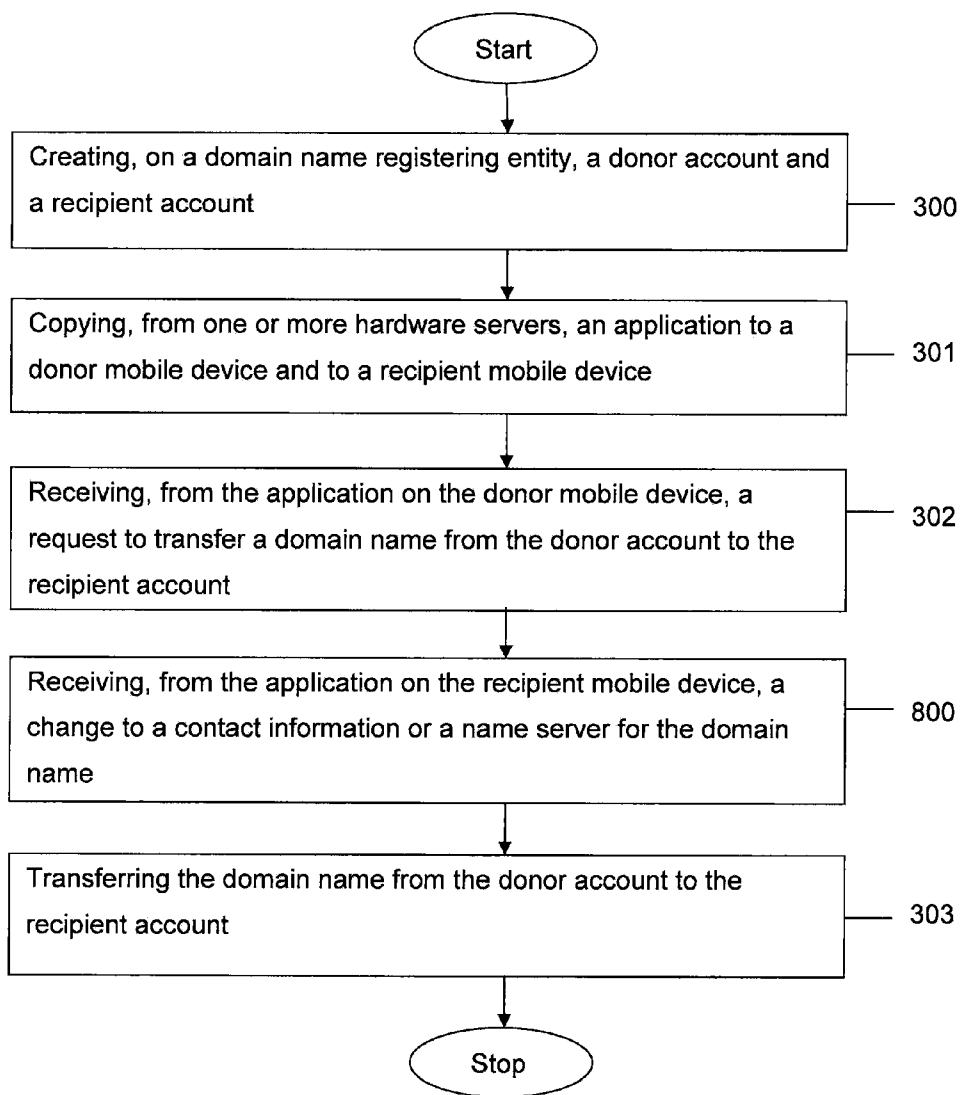 Start
Creating, on a domain name registering entity, a donor account and
a recipient account
300
Copying, from one or more hardware servers, an application to a
donor mobile device and to a recipient mobile device
301
Receiving, from the application on the donor mobile device, a
request to transfer a domain name from the donor account to the
recipient account
302
Receiving, from the application on the recipient mobile device, a
change to a contact information or a name server for the domain
name
800
Transferring the domain name from the donor account to the
recipient account
303
Stop